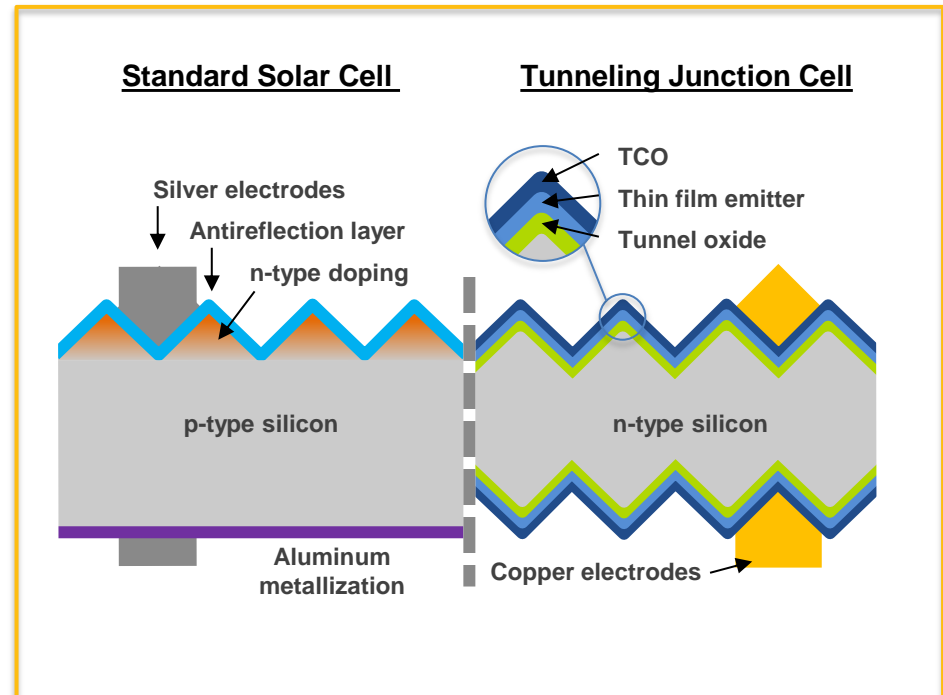 Standard Solar Cell
Tunneling Junction Cell
TCO
Thin film emitter
Tunnel oxide
Silver electrodes
Antireflection layer
n-type doping
p-type silicon
n-type silicon
Aluminum
metallization
Copper electrodes